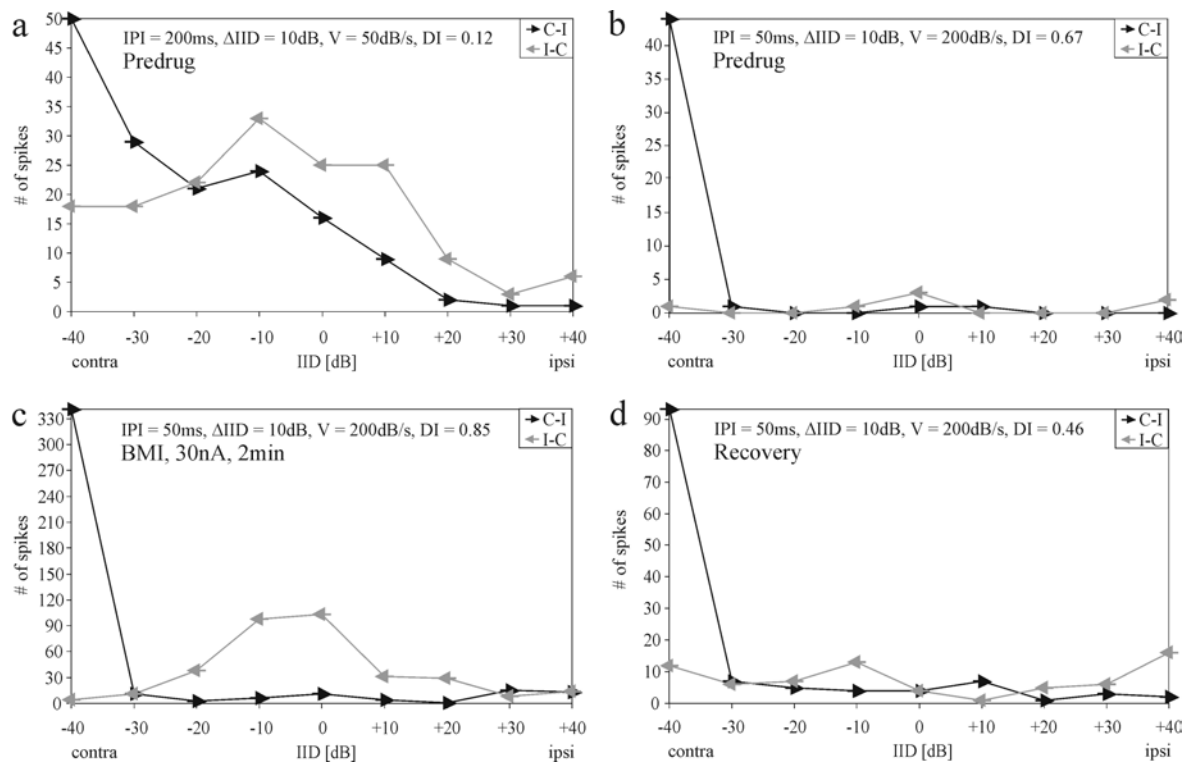 a
IPI = 200ms, ΔIID = 10dB, V = 50dB/s, DI = 0.12
Predrug
C-I
I-C
50
45
40
35
30
25
20
15
10
5
0
# of spikes
-40 -30 -20 -10 0 +10 +20 +30 +40
contra IID [dB] ipsi
b
IPI = 50ms, ΔIID = 10dB, V = 200dB/s, DI = 0.67
Predrug
C-I
I-C
40
35
30
25
20
15
10
5
0
# of spikes
-40 -30 -20 -10 0 +10 +20 +30 +40
contra IID [dB] ipsi
c
IPI = 50ms, ΔIID = 10dB, V = 200dB/s, DI = 0.85
BMI, 30nA, 2min
C-I
I-C
330
300
270
240
210
180
150
120
90
60
30
0
# of spikes
-40 -30 -20 -10 0 +10 +20 +30 +40
contra IID [dB] ipsi
d
IPI = 50ms, ΔIID = 10dB, V = 200dB/s, DI = 0.46
Recovery
C-I
I-C
90
80
70
60
50
40
30
20
10
0
# of spikes
-40 -30 -20 -10 0 +10 +20 +30 +40
contra IID [dB] ipsi